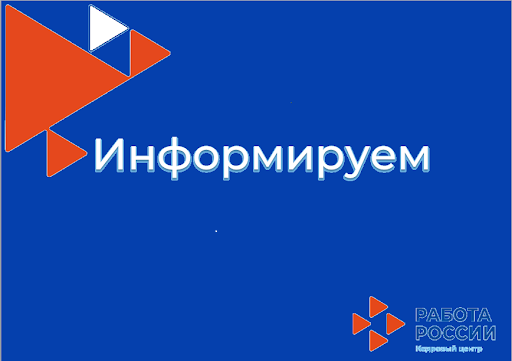 Информируем
РАБОТА
РОССИИ
Кадровый центр